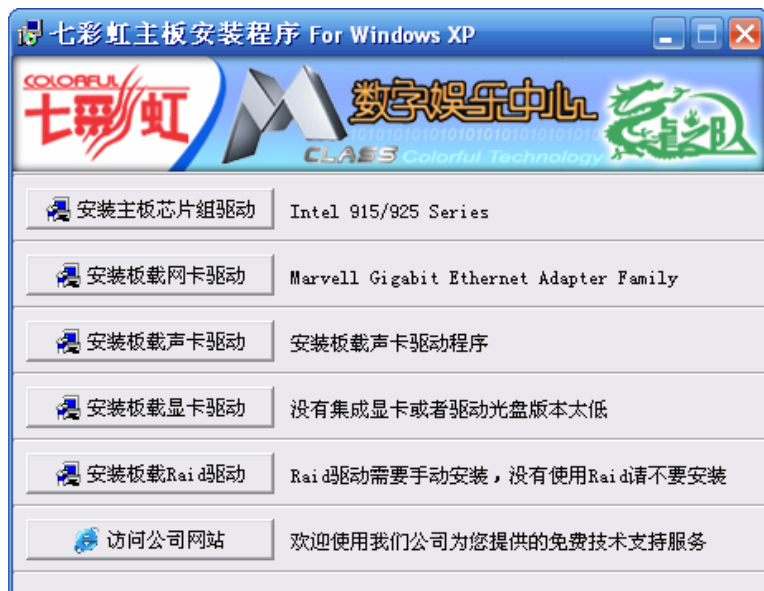 七彩虹主板安装程序 For Windows XP
COLORFUL
七彩虹
M
CLASS
数字娱乐中心
10101010101010101010101010
Colorful Technology
之队
安装主板芯片组驱动 Intel 915/925 Series
安装板载网卡驱动 Marvell Gigabit Ethernet Adapter Family
安装板载声卡驱动 安装板载声卡驱动程序
安装板载显卡驱动 没有集成显卡或者驱动光盘版本太低
安装板载Raid驱动 Raid驱动需要手动安装，没有使用Raid请不要安装
访问公司网站 欢迎使用我们公司为您提供的免费技术支持服务